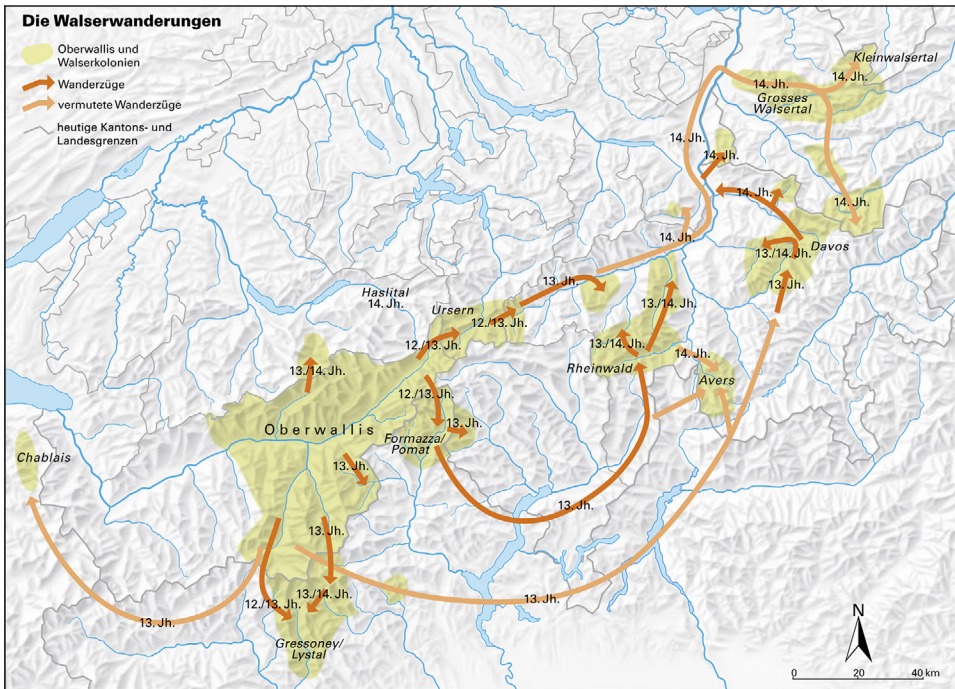 Die Walserwanderungen
Oberwallis und
Walserkolonien
Wanderzüge
vermutete Wanderzüge
heutige Kantons- und
Landesgrenzen
Kleinwalsertal
14. Jh.
14. Jh.
Grosses
Walsertal
14. Jh.
14. Jh.
14. Jh.
14. Jh.
14. Jh.
Davos
13./14. Jh.
13. Jh.
13. Jh.
Haslital
14. Jh.
Ursern
12./13. Jh.
13./14. Jh.
12./13. Jh.
13./14. Jh.
14. Jh.
Rheinwald
Avers
13./14. Jh.
12./13. Jh.
13. Jh.
Oberwallis
Formazza/
Pomat
Chablais
13. Jh.
13. Jh.
13. Jh.
13./14. Jh.
12./13. Jh.
13. Jh.
13. Jh.
Gressoney/
Lystal
N
0 20 40 km